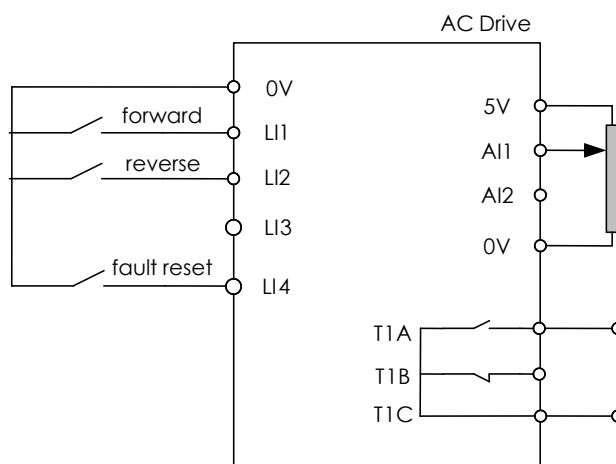 AC Drive
0V
forward
LI1
reverse
LI2
LI3
fault reset
LI4
5V
AI1
AI2
0V
T1A
T1B
T1C